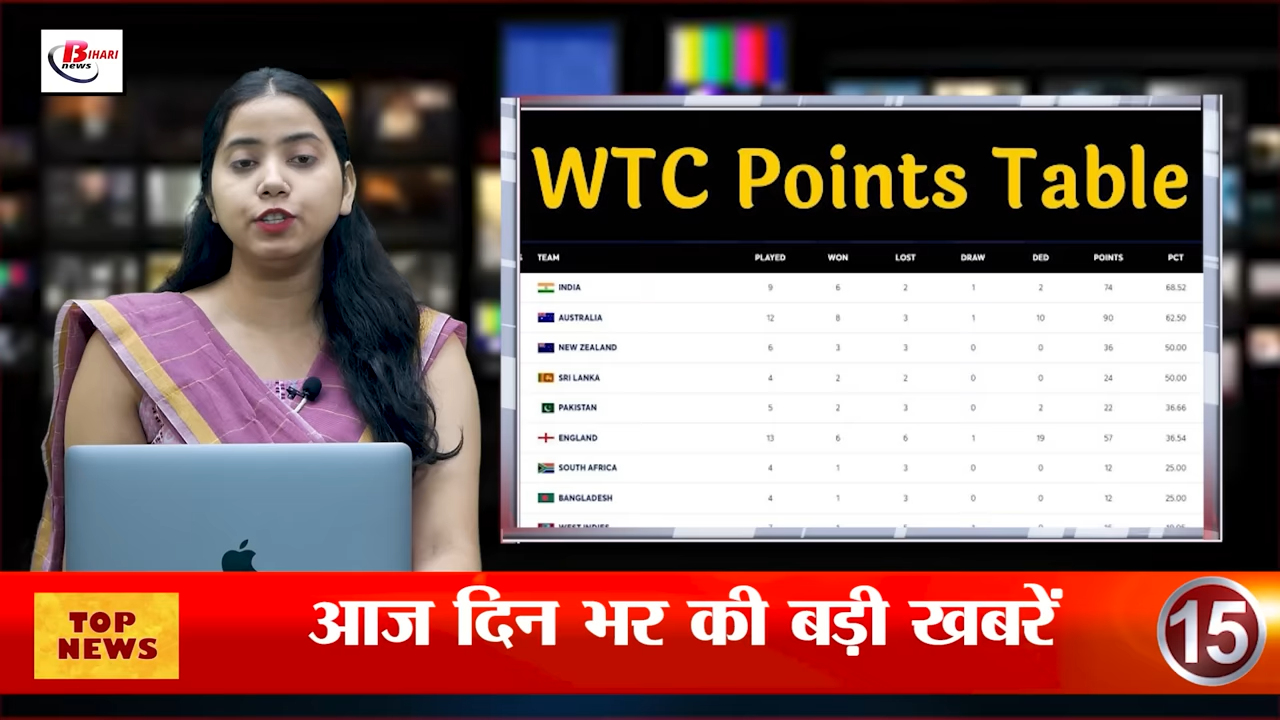 BIHARI
news
WTC Points Table
TEAM PLAYED WON LOST DRAW DED POINTS PCT
INDIA 9 6 2 1 2 74 68.52
AUSTRALIA 12 8 3 1 10 90 62.50
NEW ZEALAND 6 3 3 0 0 36 50.00
SRI LANKA 4 2 2 0 0 24 50.00
PAKISTAN 5 2 3 0 2 22 36.66
ENGLAND 13 6 6 1 19 57 36.54
SOUTH AFRICA 4 1 3 0 0 12 25.00
BANGLADESH 4 1 3 0 0 12 25.00
WEST INDIES
TOP
NEWS
आज दिन भर की बड़ी खबरें
15